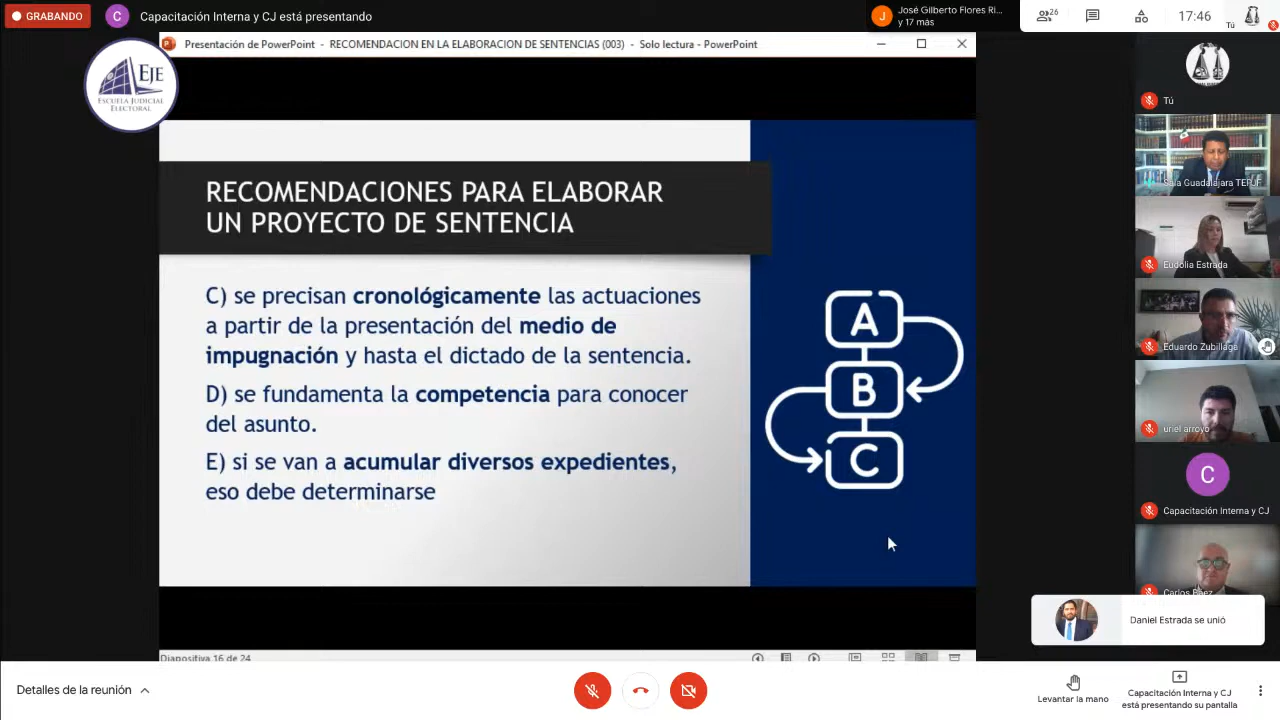 GRABANDO
C
Capacitación Interna y CJ está presentando
J
José Gilberto Flores Ri...
y 17 más
26
17:46
Tú
Presentación de PowerPoint - RECOMENDACION EN LA ELABORACION DE SENTENCIAS (003) - Solo lectura - PowerPoint
EJE
ESCUELA JUDICIAL
ELECTORAL
RECOMENDACIONES PARA ELABORAR
UN PROYECTO DE SENTENCIA
C) se precisan cronológicamente las actuaciones
a partir de la presentación del medio de
impugnación y hasta el dictado de la sentencia.
D) se fundamenta la competencia para conocer
del asunto.
E) si se van a acumular diversos expedientes,
eso debe determinarse
A
B
C
Diapositiva 16 de 24
Tú
Sala Guadalajara TEPJF
Eudolia Estrada
Eduardo Zubillaga
uriel arroyo
C
Capacitación Interna y CJ
Carlos Báez
Daniel Estrada se unió
Detalles de la reunión
Levantar la mano
Capacitación Interna y CJ
está presentando su pantalla